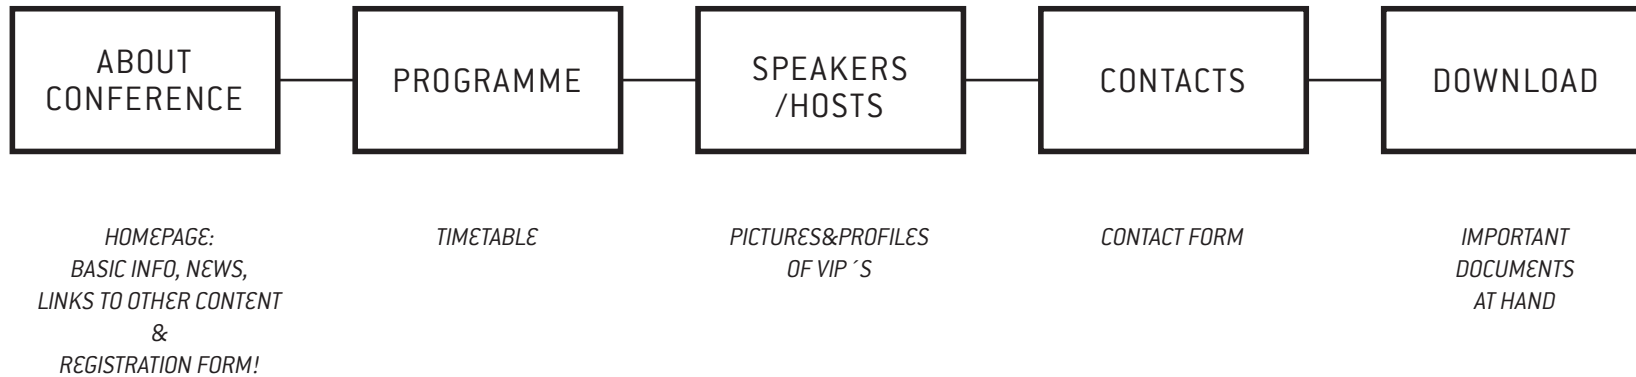 ABOUT
CONFERENCE
PROGRAMME
SPEAKERS
/HOSTS
CONTACTS
DOWNLOAD
HOMEPAGE:
BASIC INFO, NEWS,
LINKS TO OTHER CONTENT
&
REGISTRATION FORM!
TIMETABLE
PICTURES&PROFILES
OF VIP´S
CONTACT FORM
IMPORTANT
DOCUMENTS
AT HAND